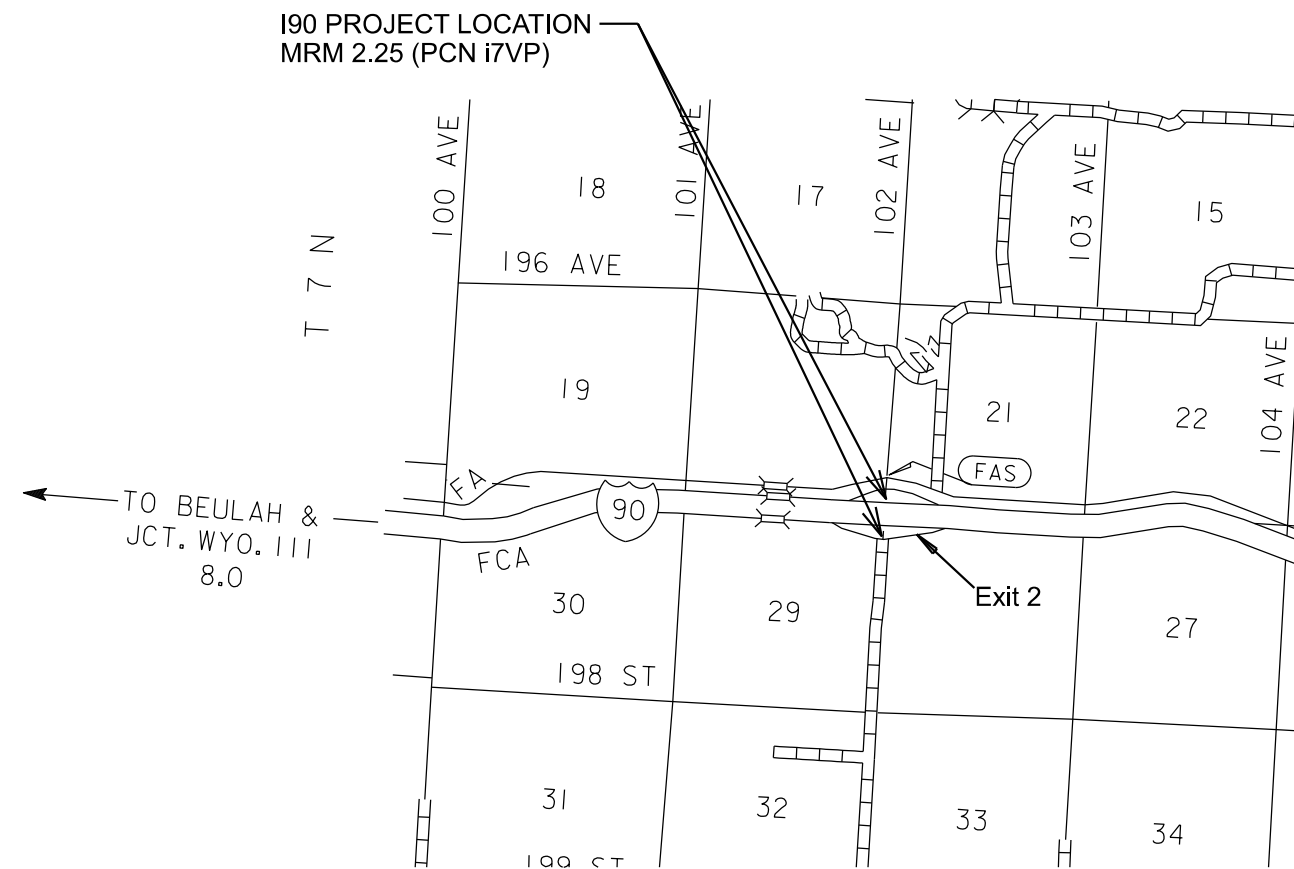 I90 PROJECT LOCATION
MRM 2.25 (PCN i7VP)
100 AVE
101 AVE
102 AVE
103 AVE
18
17
15
T 7 N
196 AVE
19
21
22
104 AVE
FA
FAS
90
TO BEULAH &
JCT. WYO. 111
8.0
FCA
Exit 2
30
29
27
198 ST
31
32
33
34
199 ST